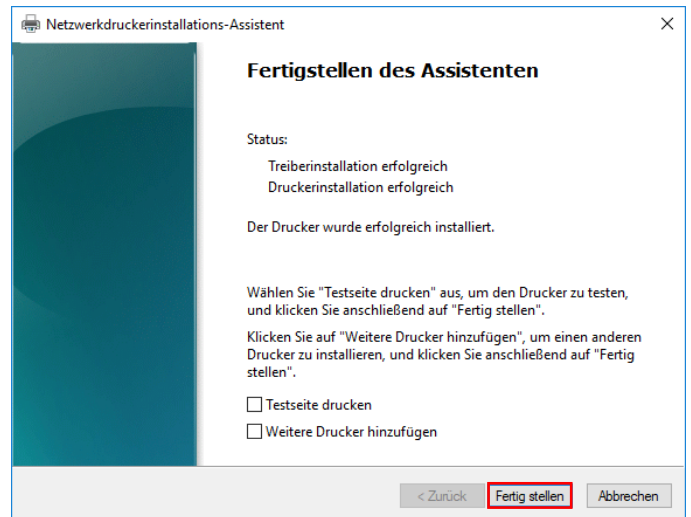 Netzwerkdruckerinstallations-Assistent
Fertigstellen des Assistenten
Status:
Treiberinstallation erfolgreich
Druckerinstallation erfolgreich
Der Drucker wurde erfolgreich installiert.
Wählen Sie "Testseite drucken" aus, um den Drucker zu testen,
und klicken Sie anschließend auf "Fertig stellen".
Klicken Sie auf "Weitere Drucker hinzufügen", um einen anderen
Drucker zu installieren, und klicken Sie anschließend auf "Fertig
stellen".
Testseite drucken
Weitere Drucker hinzufügen
< Zurück Fertig stellen Abbrechen